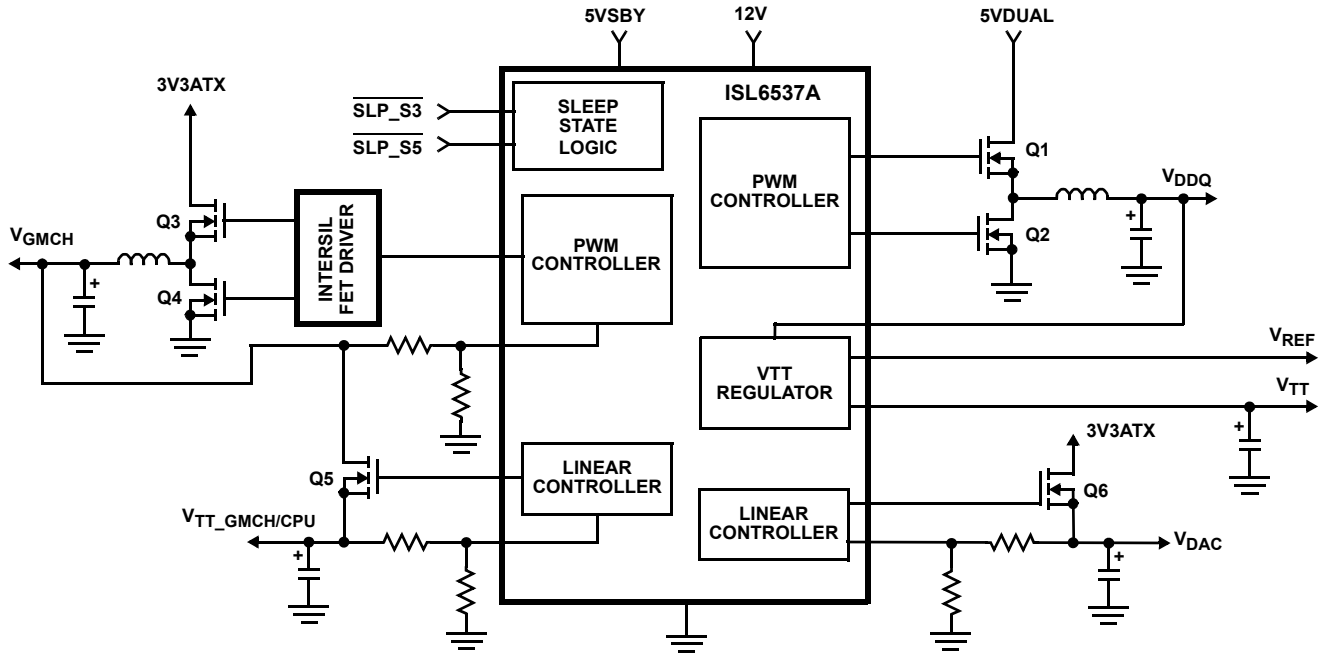 5VSBY
12V
5VDUAL
3V3ATX
SLP_S3
SLP_S5
SLEEP
STATE
LOGIC
ISL6537A
Q1
PWM
CONTROLLER
VDDQ
Q2
Q3
VGMCH
Q4
INTERSIL
FET DRIVER
PWM
CONTROLLER
+
+
VTT
REGULATOR
VREF
VTT
+
3V3ATX
Q5
LINEAR
CONTROLLER
LINEAR
CONTROLLER
Q6
VTT_GMCH/CPU
+
VDAC
+